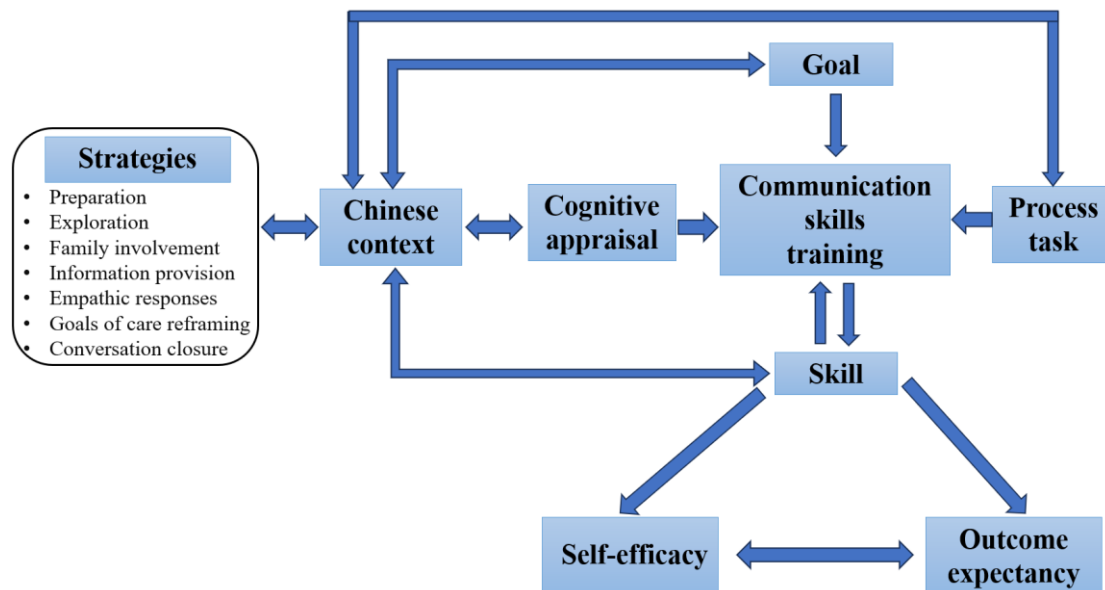 Goal
Strategies
• Preparation
• Exploration
• Family involvement
• Information provision
• Empathic responses
• Goals of care reframing
• Conversation closure
Chinese
context
Cognitive
appraisal
Communication
skills
training
Process
task
Skill
Self-efficacy
Outcome
expectancy